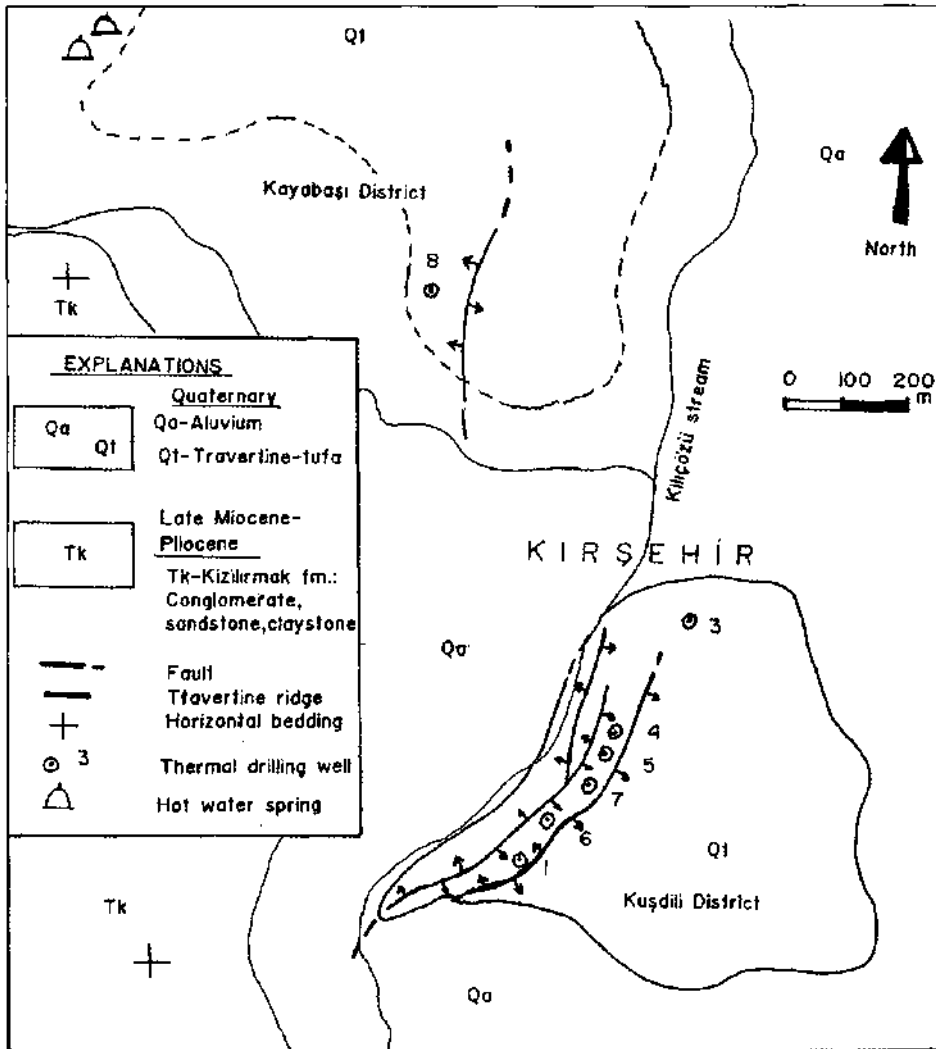 Qt
Qa
Kayabaşı District
North
8
Tk
0 100 200
m
Kılıçözü stream
EXPLANATIONS
Quaternary
Qa
Qt
Qa-Aluvium
Qt-Travertine-tufa
Tk
Late Miocene-
Pliocene
Tk-Kizilirmak fm.:
Conglomerate,
sandstone,claystone
Fault
Ttavertine ridge
Horizontal bedding
3
Thermal drilling well
Hot water spring
KIRŞEHİR
3
Qa
4
5
7
6
1
Qt
Kuşdili District
Tk
Qa